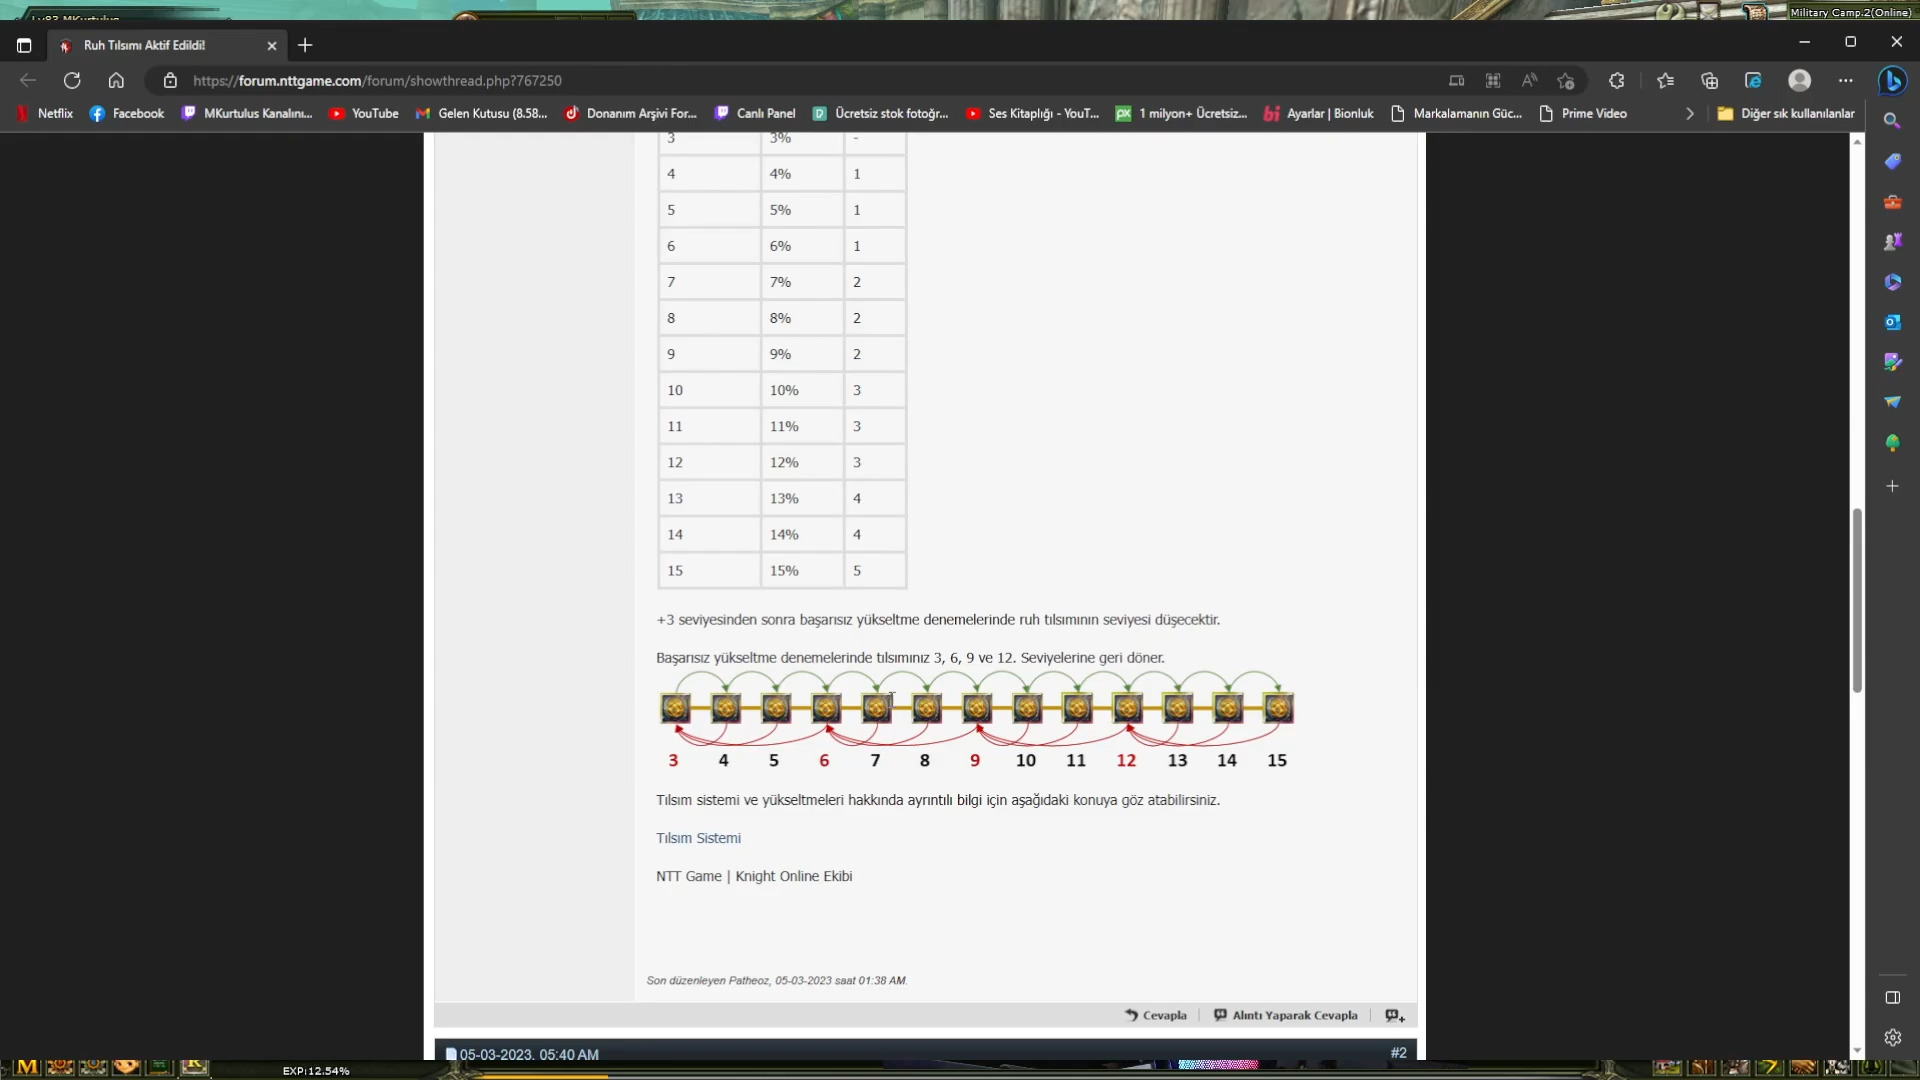 Lv83 MKurtuluş
Military Camp.2(Online)
Ruh Tılsımı Aktif Edildi!
https://forum.nttgame.com/forum/showthread.php?767250
Netflix Facebook MKurtulus Kanalını... YouTube Gelen Kutusu (8.58... Donanım Arşivi For... Canlı Panel Ücretsiz stok fotoğr... Ses Kitaplığı - YouT... 1 milyon+ Ücretsiz... Ayarlar | Bionluk Markalamanın Güc... Prime Video Diğer sık kullanılanlar
3 3% -
4 4% 1
5 5% 1
6 6% 1
7 7% 2
8 8% 2
9 9% 2
10 10% 3
11 11% 3
12 12% 3
13 13% 4
14 14% 4
15 15% 5
+3 seviyesinden sonra başarısız yükseltme denemelerinde ruh tılsımının seviyesi düşecektir.
Başarısız yükseltme denemelerinde tılsımınız 3, 6, 9 ve 12. Seviyelerine geri döner.
3 4 5 6 7 8 9 10 11 12 13 14 15
Tılsım sistemi ve yükseltmeleri hakkında ayrıntılı bilgi için aşağıdaki konuya göz atabilirsiniz.
Tılsım Sistemi
NTT Game | Knight Online Ekibi
Son düzenleyen Patheoz, 05-03-2023 saat 01:38 AM.
Cevapla Alıntı Yaparak Cevapla
05-03-2023, 05:40 AM #2
EXP:12.54%